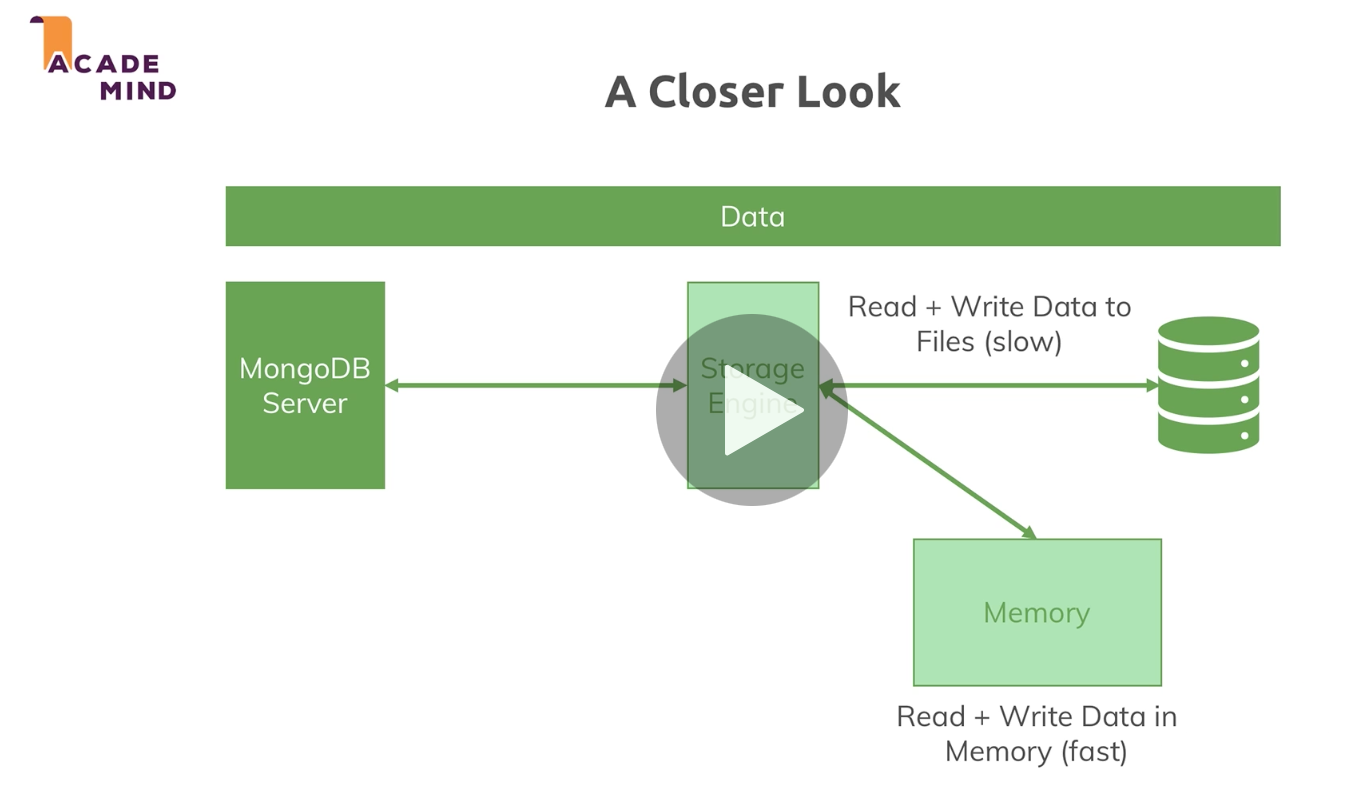 ACADE
MIND
A Closer Look
Data
MongoDB
Server
Storage
Engine
Read + Write Data to
Files (slow)
Memory
Read + Write Data in
Memory (fast)